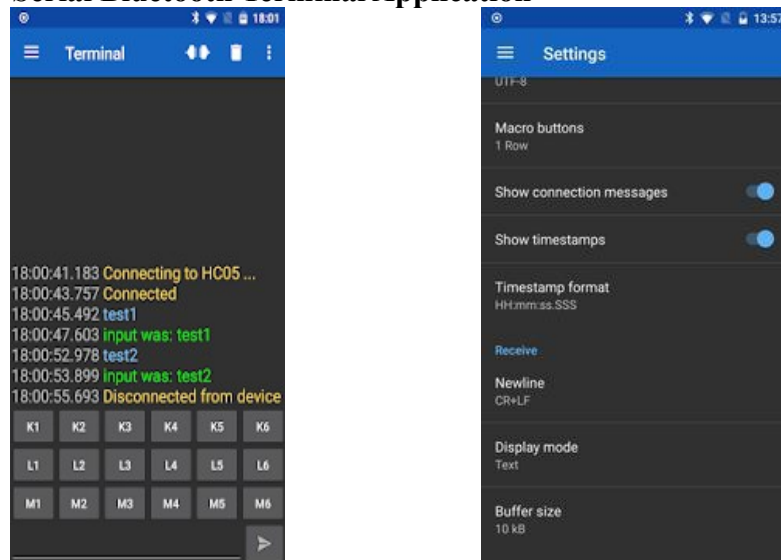 Serial Bluetooth Terminal Application
18:01
Terminal
18:00:41.183 Connecting to HC05 ...
18:00:43.757 Connected
18:00:45.492 test1
18:00:47.603 input was: test1
18:00:52.978 test2
18:00:53.899 input was: test2
18:00:55.693 Disconnected from device
K1 K2 K3 K4 K5 K6
L1 L2 L3 L4 L5 L6
M1 M2 M3 M4 M5 M6
13:57
Settings
UTF-8
Macro buttons
1 Row
Show connection messages
Show timestamps
Timestamp format
HH:mm:ss.SSS
Receive
Newline
CR+LF
Display mode
Text
Buffer size
10 kB